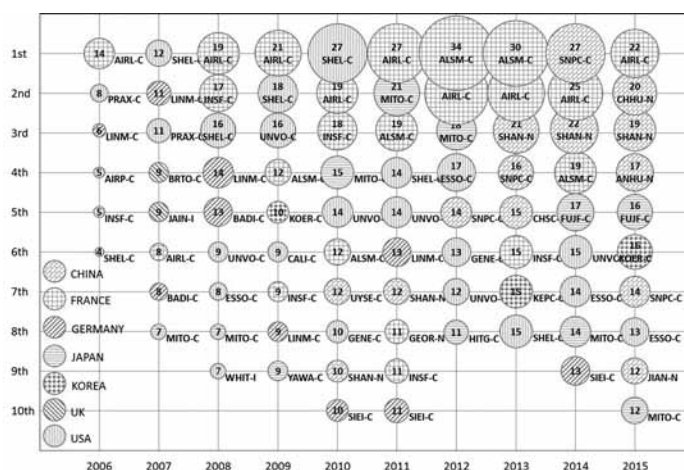 1st 14 AIRL-C 12 SHEL-C 19 AIRL-C 21 AIRL-C 27 SHEL-C 27 AIRL-C 34 ALSM-C 30 ALSM-C 27 SNPC-C 22 AIRL-C
2nd 8 PRAX-C 11 LINM-C 17 INSF-C 18 SHEL-C 19 AIRL-C 21 MITO-C AIRL-C AIRL-C 25 AIRL-C 20 CHHU-N
3rd 6 LINM-C 11 PRAX-C 16 SHEL-C 16 UNVO-C 18 INSF-C 19 ALSM-C 18 MITO-C 21 SHAN-N 22 SHAN-N 19 SHAN-N
4th 5 AIRP-C 9 BRTO-C 14 LINM-C 12 ALSM-C 15 MITO-C 14 SHEL-C 17 ESSO-C 16 SNPC-C 19 ALSM-C 17 ANHU-N
5th 5 INSF-C 9 JAIN-I 13 BADI-C 10 KOER-C 14 UNVO-C 14 UNVO-C 14 SNPC-C 15 CHSC-N 17 FUJF-C 16 FUJF-C
6th 4 SHEL-C 8 AIRL-C 9 UNVO-C 9 CALI-C 12 ALSM-C 13 LINM-C 13 GENE-C 15 INSF-C 15 UNVO-C 16 KOER-C
7th 8 BADI-C 8 ESSO-C 9 INSF-C 12 UYSE-C 12 SHAN-N 12 UNVO-C 15 KEPC-C 14 ESSO-C 14 SNPC-C
8th 7 MITO-C 7 MITO-C 9 LINM-C 10 GENE-C 11 GEOR-N 11 HITG-C 15 SHEL-C 14 MITO-C 13 ESSO-C
9th 7 WHIT-I 9 YAWA-C 10 SHAN-N 11 INSF-C 13 SIEI-C 12 JIAN-N
10th 10 SIEI-C 11 SIEI-C 12 MITO-C
CHINA
FRANCE
GERMANY
JAPAN
KOREA
UK
USA
2006 2007 2008 2009 2010 2011 2012 2013 2014 2015